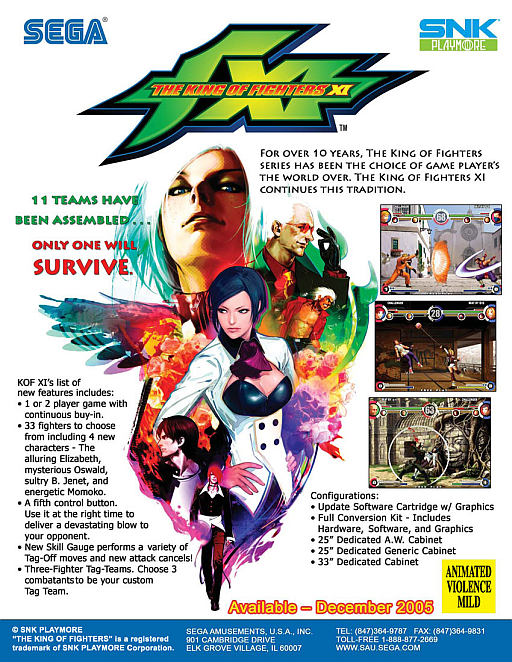 SEGA®
SNK
PLAYMORE
THE KING OF FIGHTERS XI
TM
FOR OVER 10 YEARS, THE KING OF FIGHTERS
SERIES HAS BEEN THE CHOICE OF GAME PLAYER'S
THE WORLD OVER. THE KING OF FIGHTERS XI
CONTINUES THIS TRADITION.
11 TEAMS HAVE
BEEN ASSEMBLED . . .
ONLY ONE WILL
SURVIVE.
68
28
63
KOF XI's list of
new features includes:
• 1 or 2 player game with
continuous buy-in.
• 33 fighters to choose
from including 4 new
characters - The
alluring Elizabeth,
mysterious Oswald,
sultry B. Jenet, and
energetic Momoko.
• A fifth control button.
Use it at the right time to
deliver a devastating blow to
your opponent.
• New Skill Gauge performs a variety of
Tag-Off moves and new attack cancels!
• Three-Fighter Tag-Teams. Choose 3
combatants to be your custom
Tag Team.
Configurations:
• Update Software Cartridge w/ Graphics
• Full Conversion Kit - Includes
Hardware, Software, and Graphics
• 25" Dedicated A.W. Cabinet
• 25" Dedicated Generic Cabinet
• 33" Dedicated Cabinet
ANIMATED
VIOLENCE
MILD
Available – December 2005
© SNK PLAYMORE
"THE KING OF FIGHTERS" is a registered
trademark of SNK PLAYMORE Corporation.
SEGA AMUSEMENTS, U.S.A., INC.
901 CAMBRIDGE DRIVE
ELK GROVE VILLAGE, IL 60007
TEL: (847)364-9787 FAX: (847)364-9831
TOLL-FREE 1-888-877-2669
WWW.SAU.SEGA.COM